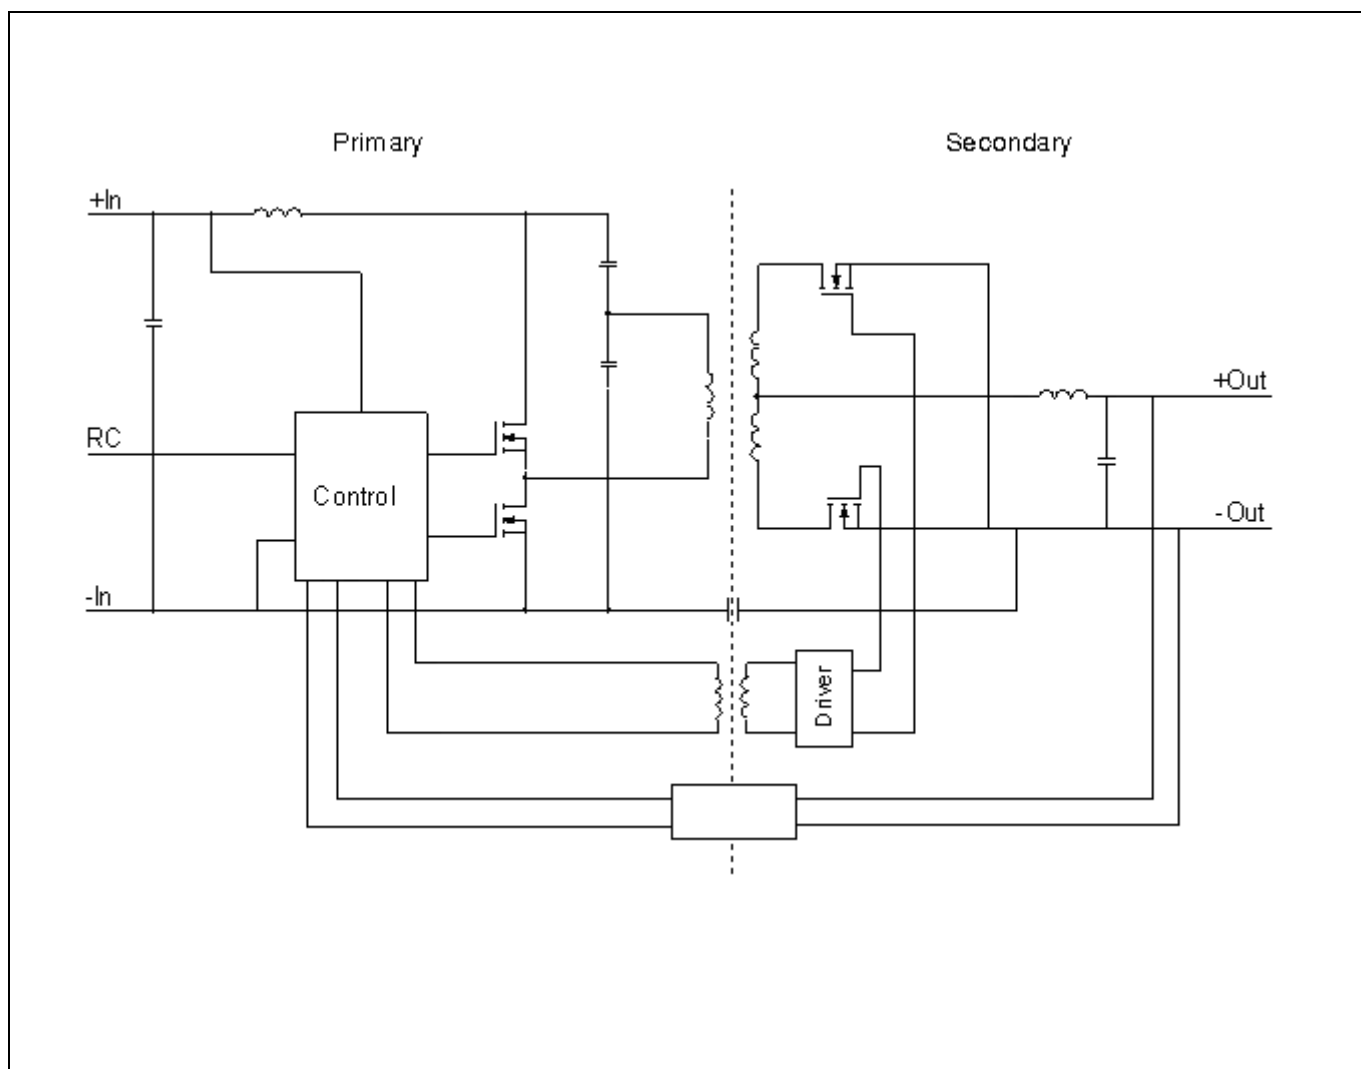 Primary
Secondary
+In
+Out
RC
Control
-Out
-In
Driver